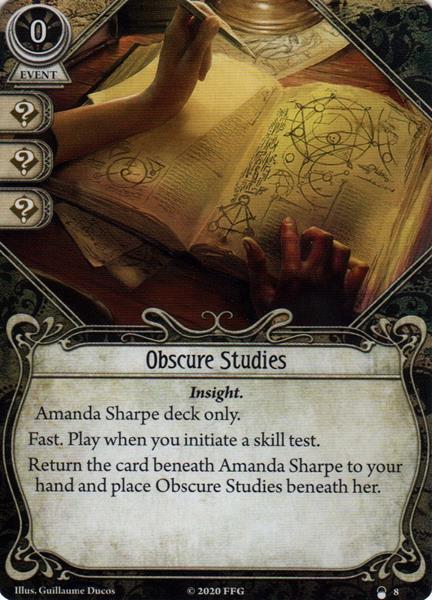 0
EVENT
?
?
?
Obscure Studies
Insight.
Amanda Sharpe deck only.
Fast. Play when you initiate a skill test.
Return the card beneath Amanda Sharpe to your
hand and place Obscure Studies beneath her.
Illus. Guillaume Ducos © 2020 FFG 8